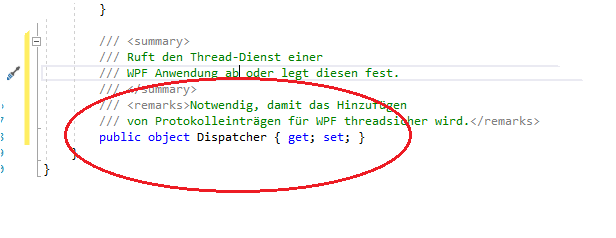 }
/// <summary>
/// Ruft den Thread-Dienst einer
/// WPF Anwendung ab oder legt diesen fest.
/// </summary>
/// <remarks>Notwendig, damit das Hinzufügen
/// von Protokolleinträgen für WPF threadsicher wird.</remarks>
public object Dispatcher { get; set; }
}
}